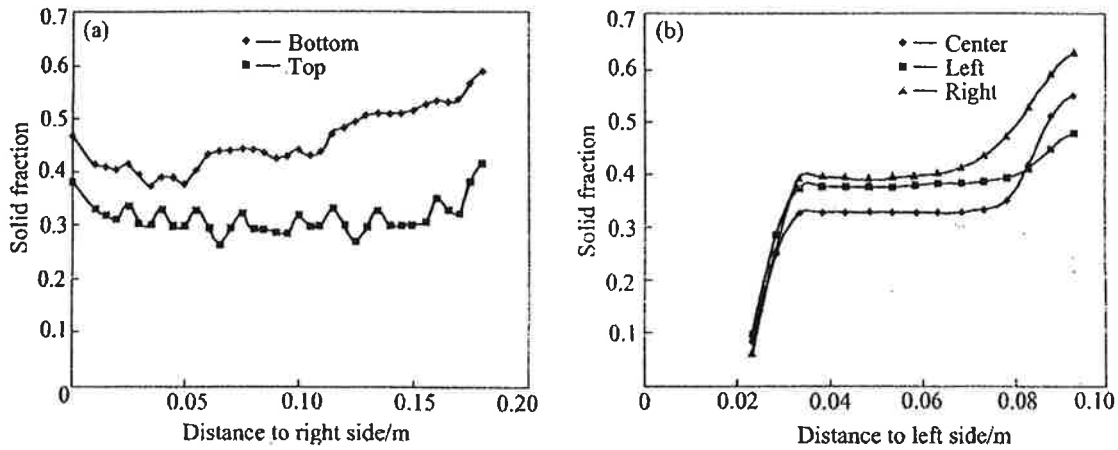 (a)
Bottom
Top
Solid fraction
0.7
0.6
0.5
0.4
0.3
0.2
0.1
0
0.05
0.10
0.15
0.20
Distance to right side/m
(b)
Center
Left
Right
Solid fraction
0.7
0.6
0.5
0.4
0.3
0.2
0.1
0
0.02
0.04
0.06
0.08
0.10
Distance to left side/m